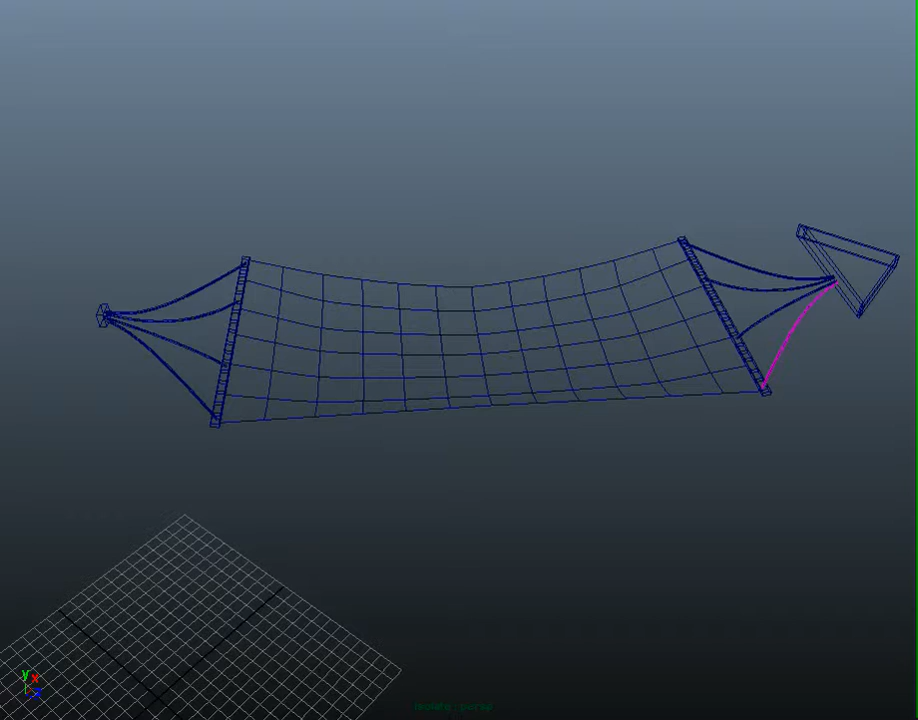 y x
z
isolate : persp